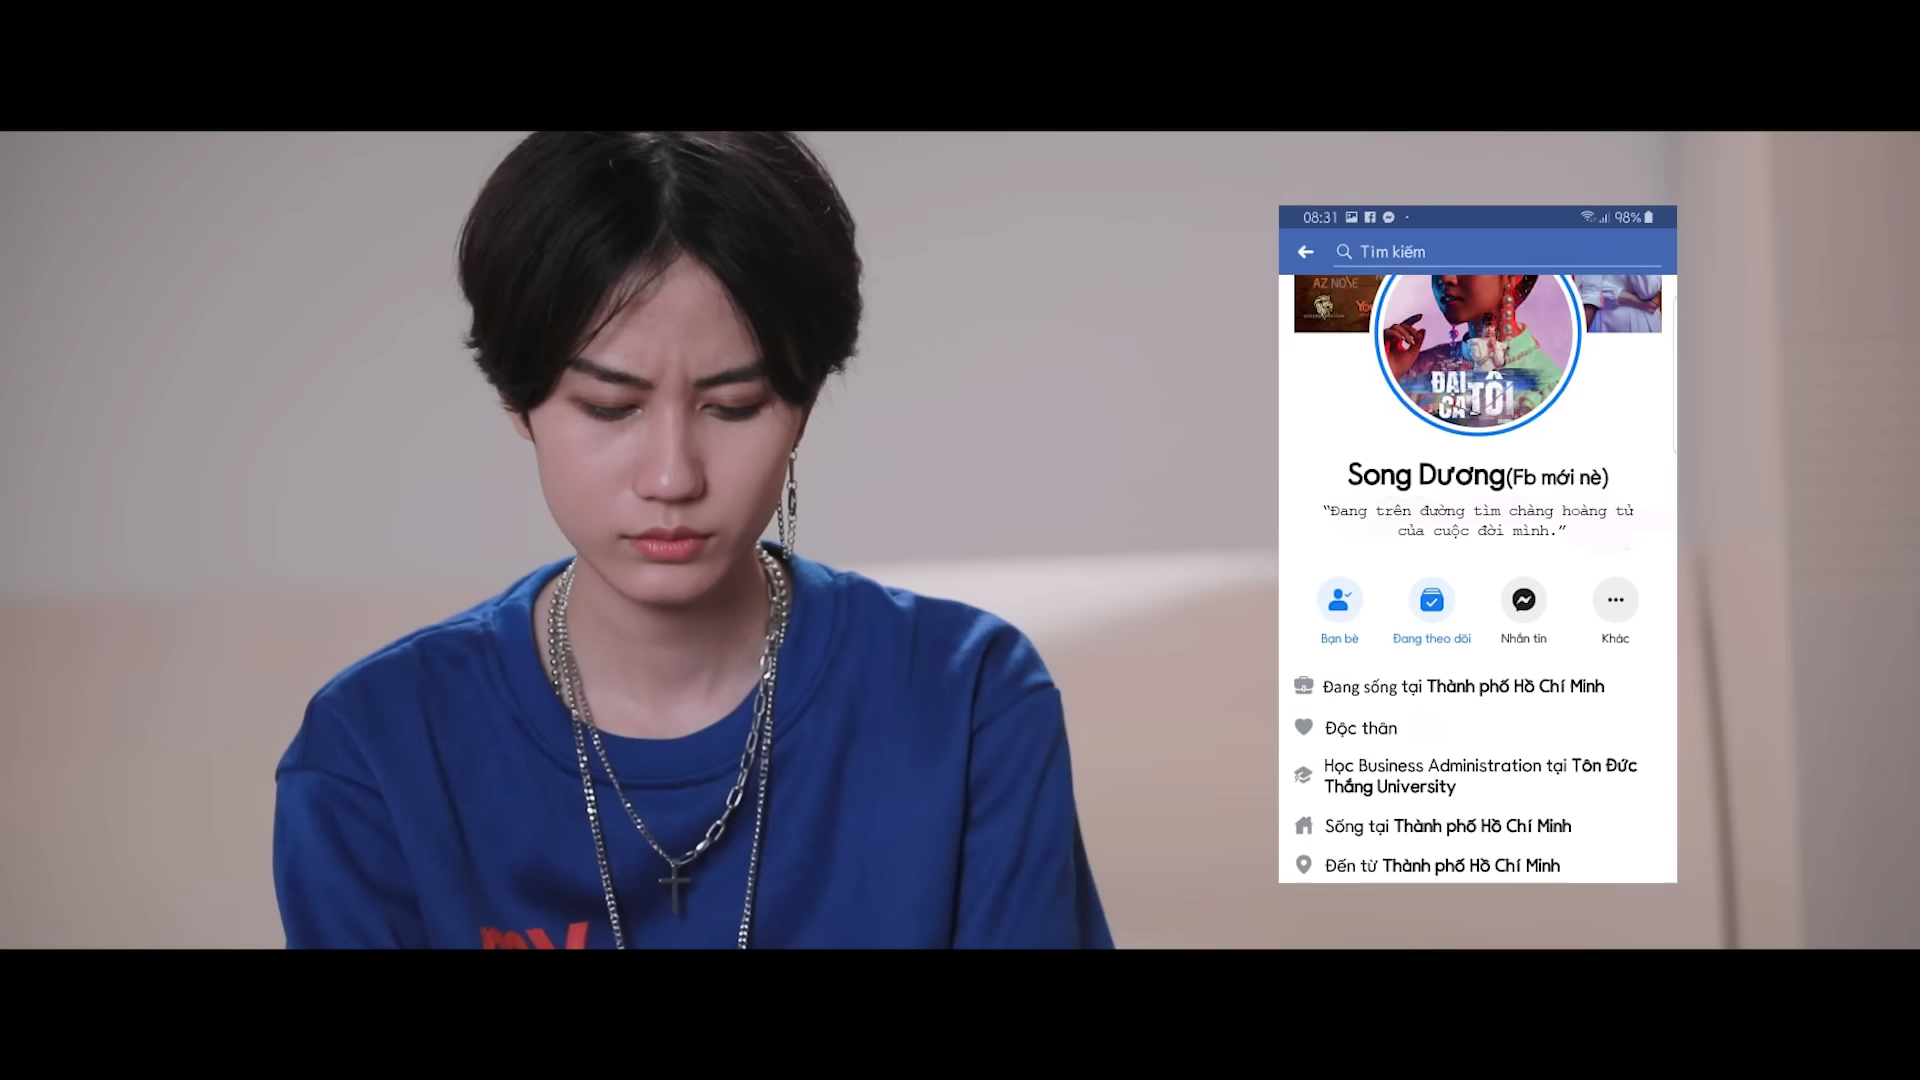 08:31
98%
Tìm kiếm
AZ NO\E
ĐẠI
CA TÔI
Song Dương(Fb mới nè)
“Đang trên đường tìm chàng hoàng tử
của cuộc đời mình.”
Bạn bè
Đang theo dõi
Nhắn tin
Khác
Đang sống tại Thành phố Hồ Chí Minh
Độc thân
Học Business Administration tại Tôn Đức
Thắng University
Sống tại Thành phố Hồ Chí Minh
Đến từ Thành phố Hồ Chí Minh
my